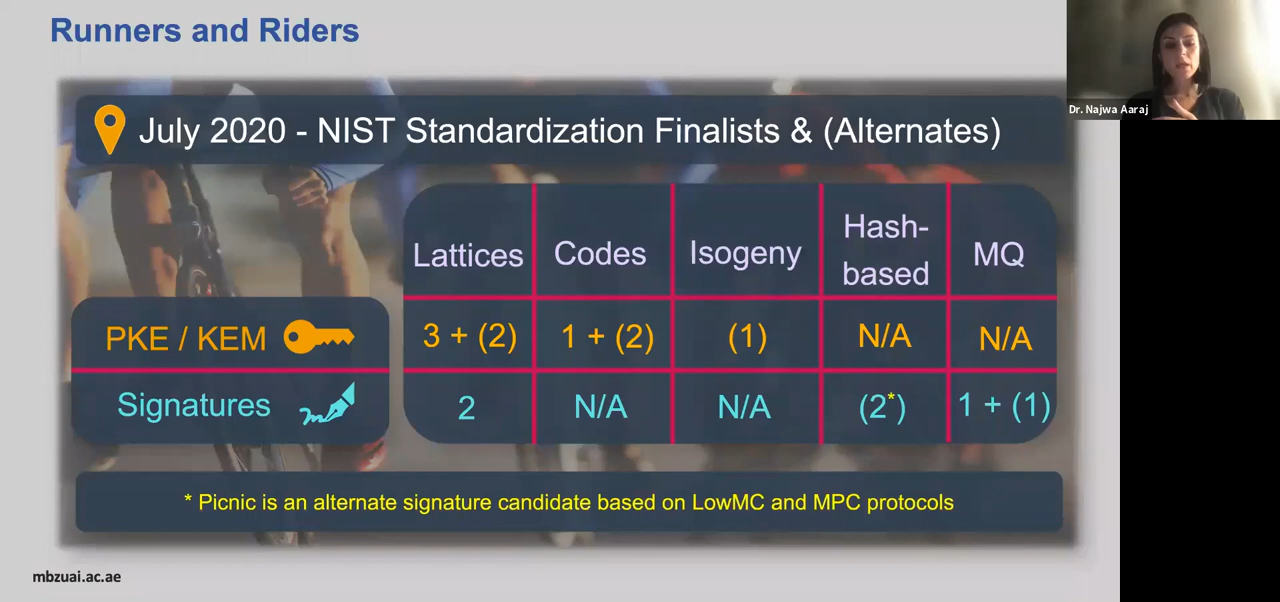 Runners and Riders
Dr. Najwa Aaraj
July 2020 - NIST Standardization Finalists & (Alternates)
Lattices Codes Isogeny Hash-based MQ
PKE / KEM 3 + (2) 1 + (2) (1) N/A N/A
Signatures 2 N/A N/A (2*) 1 + (1)
* Picnic is an alternate signature candidate based on LowMC and MPC protocols
mbzuai.ac.ae